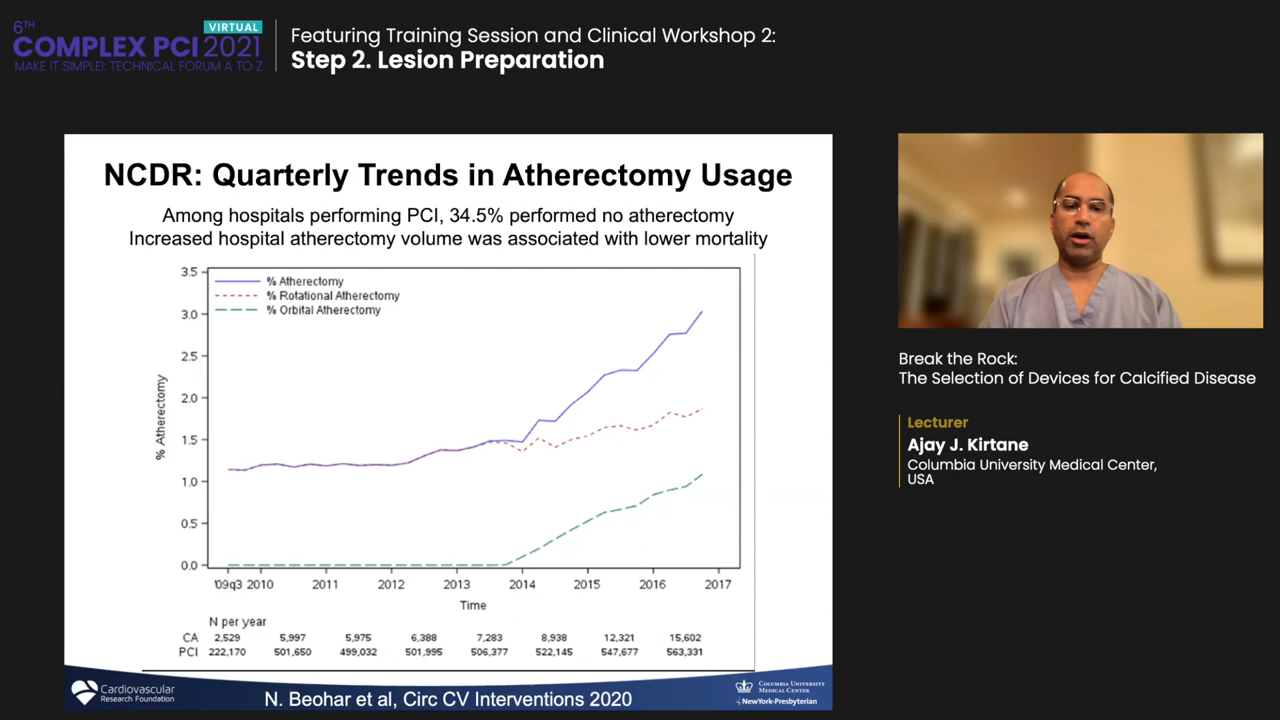 6TH
VIRTUAL
COMPLEX PCI 2021
MAKE IT SIMPLE!: TECHNICAL FORUM A TO Z
Featuring Training Session and Clinical Workshop 2:
Step 2. Lesion Preparation
NCDR: Quarterly Trends in Atherectomy Usage
Among hospitals performing PCI, 34.5% performed no atherectomy
Increased hospital atherectomy volume was associated with lower mortality
% Atherectomy
% Rotational Atherectomy
% Orbital Atherectomy
% Atherectomy
3.5
3.0
2.5
2.0
1.5
1.0
0.5
0.0
'09q3 2010 2011 2012 2013 2014 2015 2016 2017
Time
N per year
CA 2,529 5,997 5,975 6,388 7,283 8,938 12,321 15,602
PCI 222,170 501,650 499,032 501,995 506,377 522,145 547,677 563,331
Cardiovascular
Research Foundation
N. Beohar et al, Circ CV Interventions 2020
COLUMBIA UNIVERSITY
MEDICAL CENTER
NewYork-Presbyterian
Break the Rock:
The Selection of Devices for Calcified Disease
Lecturer
Ajay J. Kirtane
Columbia University Medical Center,
USA